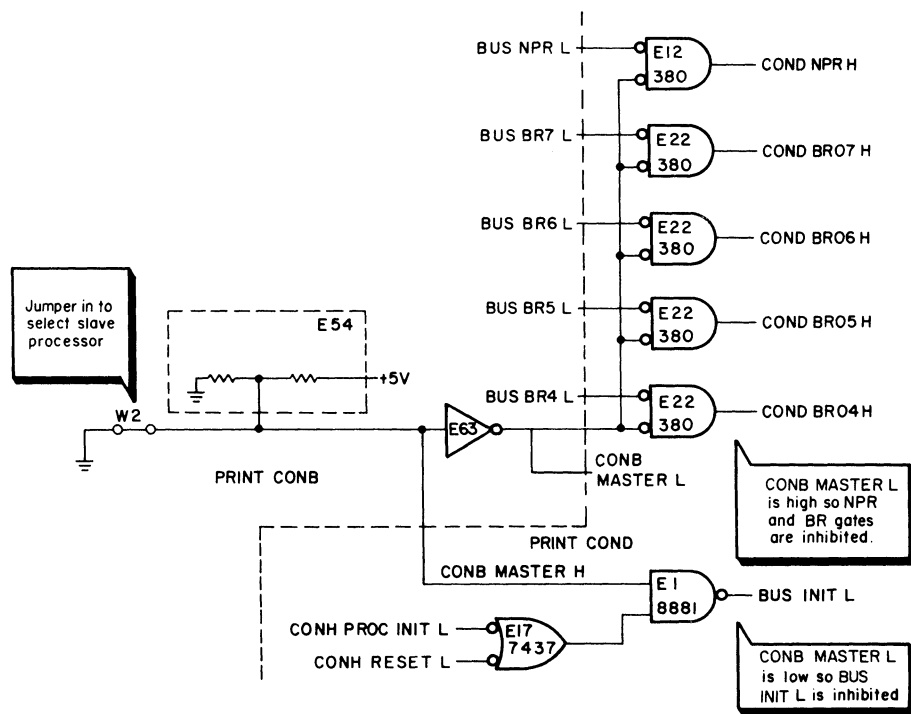 BUS NPR L
E12
380
COND NPR H
BUS BR7 L
E22
380
COND BR07 H
BUS BR6 L
E22
380
COND BR06 H
Jumper in to
select slave
processor
E54
+5V
BUS BR5 L
E22
380
COND BR05 H
BUS BR4 L
E22
380
COND BR04 H
W2
E63
CONB
MASTER L
PRINT CONB
CONB MASTER L
is high so NPR
and BR gates
are inhibited.
PRINT COND
CONB MASTER H
E1
8881
BUS INIT L
CONH PROC INIT L
E17
7437
CONH RESET L
CONB MASTER L
is low so BUS
INIT L is inhibited